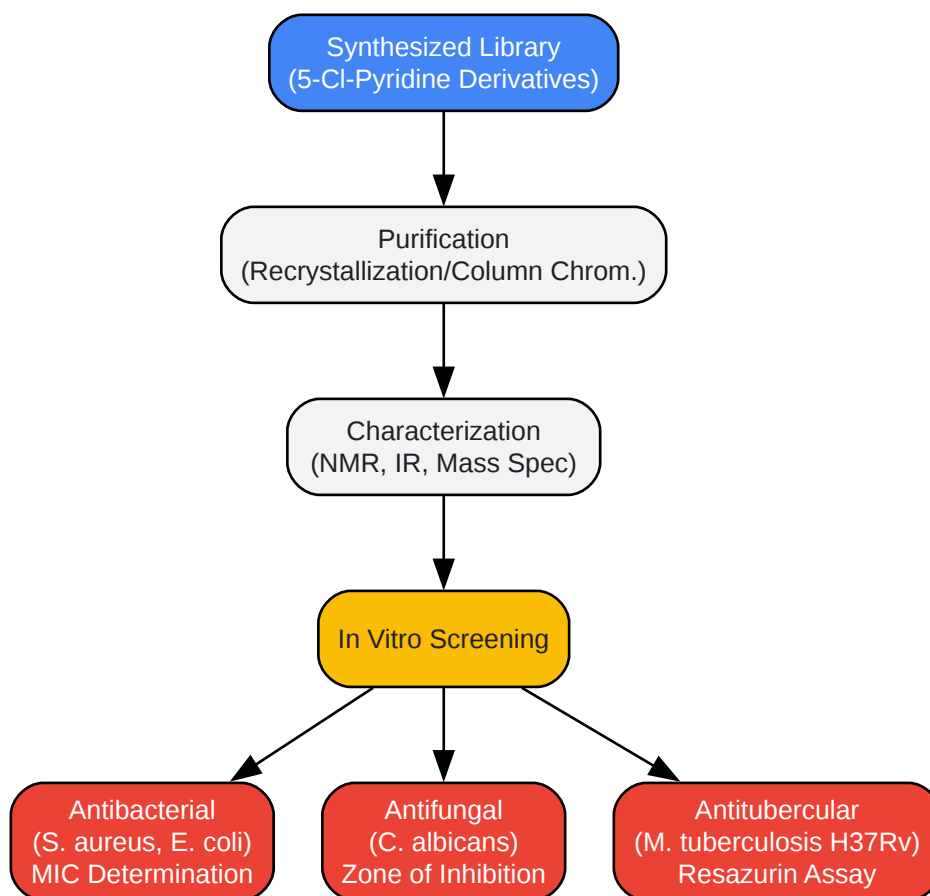 Synthesized Library
(5-Cl-Pyridine Derivatives)
Purification
(Recrystallization/Column Chrom.)
Characterization
(NMR, IR, Mass Spec)
In Vitro Screening
Antibacterial
(S. aureus, E. coli)
MIC Determination
Antifungal
(C. albicans)
Zone of Inhibition
Antitubercular
(M. tuberculosis H37Rv)
Resazurin Assay